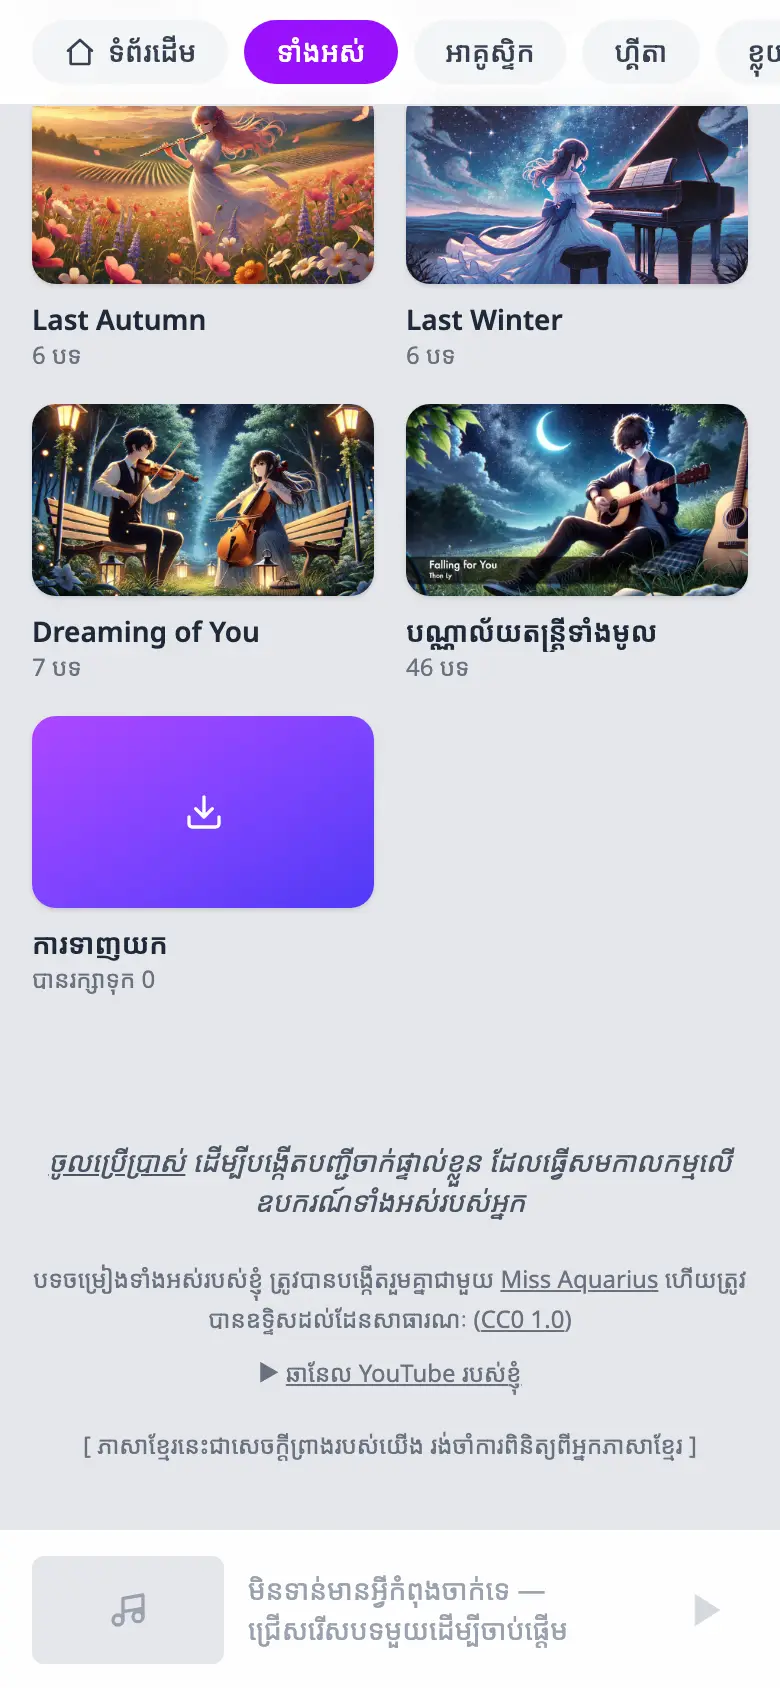 ទំព័រដើម
ទាំងអស់
អាគូស្ទិក
ហ្គីតា
Last Autumn
6 បទ
Last Winter
6 បទ
Falling for You
Thon Ly
Dreaming of You
7 បទ
បណ្ណាល័យតន្ត្រីទាំងមូល
46 បទ
ការទាញយក
បានរក្សាទុក 0
ចូលប្រើប្រាស់ ដើម្បីបង្កើតបញ្ជីចាក់ផ្ទាល់ខ្លួន ដែលធ្វើសមកាលកម្មលើ
ឧបករណ៍ទាំងអស់របស់អ្នក
បទចម្រៀងទាំងអស់របស់ខ្ញុំ ត្រូវបានបង្កើតរួមគ្នាជាមួយ Miss Aquarius ហើយត្រូវ
បានឧទ្ទិសដល់ដែនសាធារណៈ (CC0 1.0)
▶ ឆានែល YouTube របស់ខ្ញុំ
[ ភាសាខ្មែរនេះជាសេចក្តីព្រាងរបស់យើង រង់ចាំការពិនិត្យពីអ្នកភាសាខ្មែរ ]
មិនទាន់មានអ្វីកំពុងចាក់ទេ —
ជ្រើសរើសបទមួយដើម្បីចាប់ផ្តើម